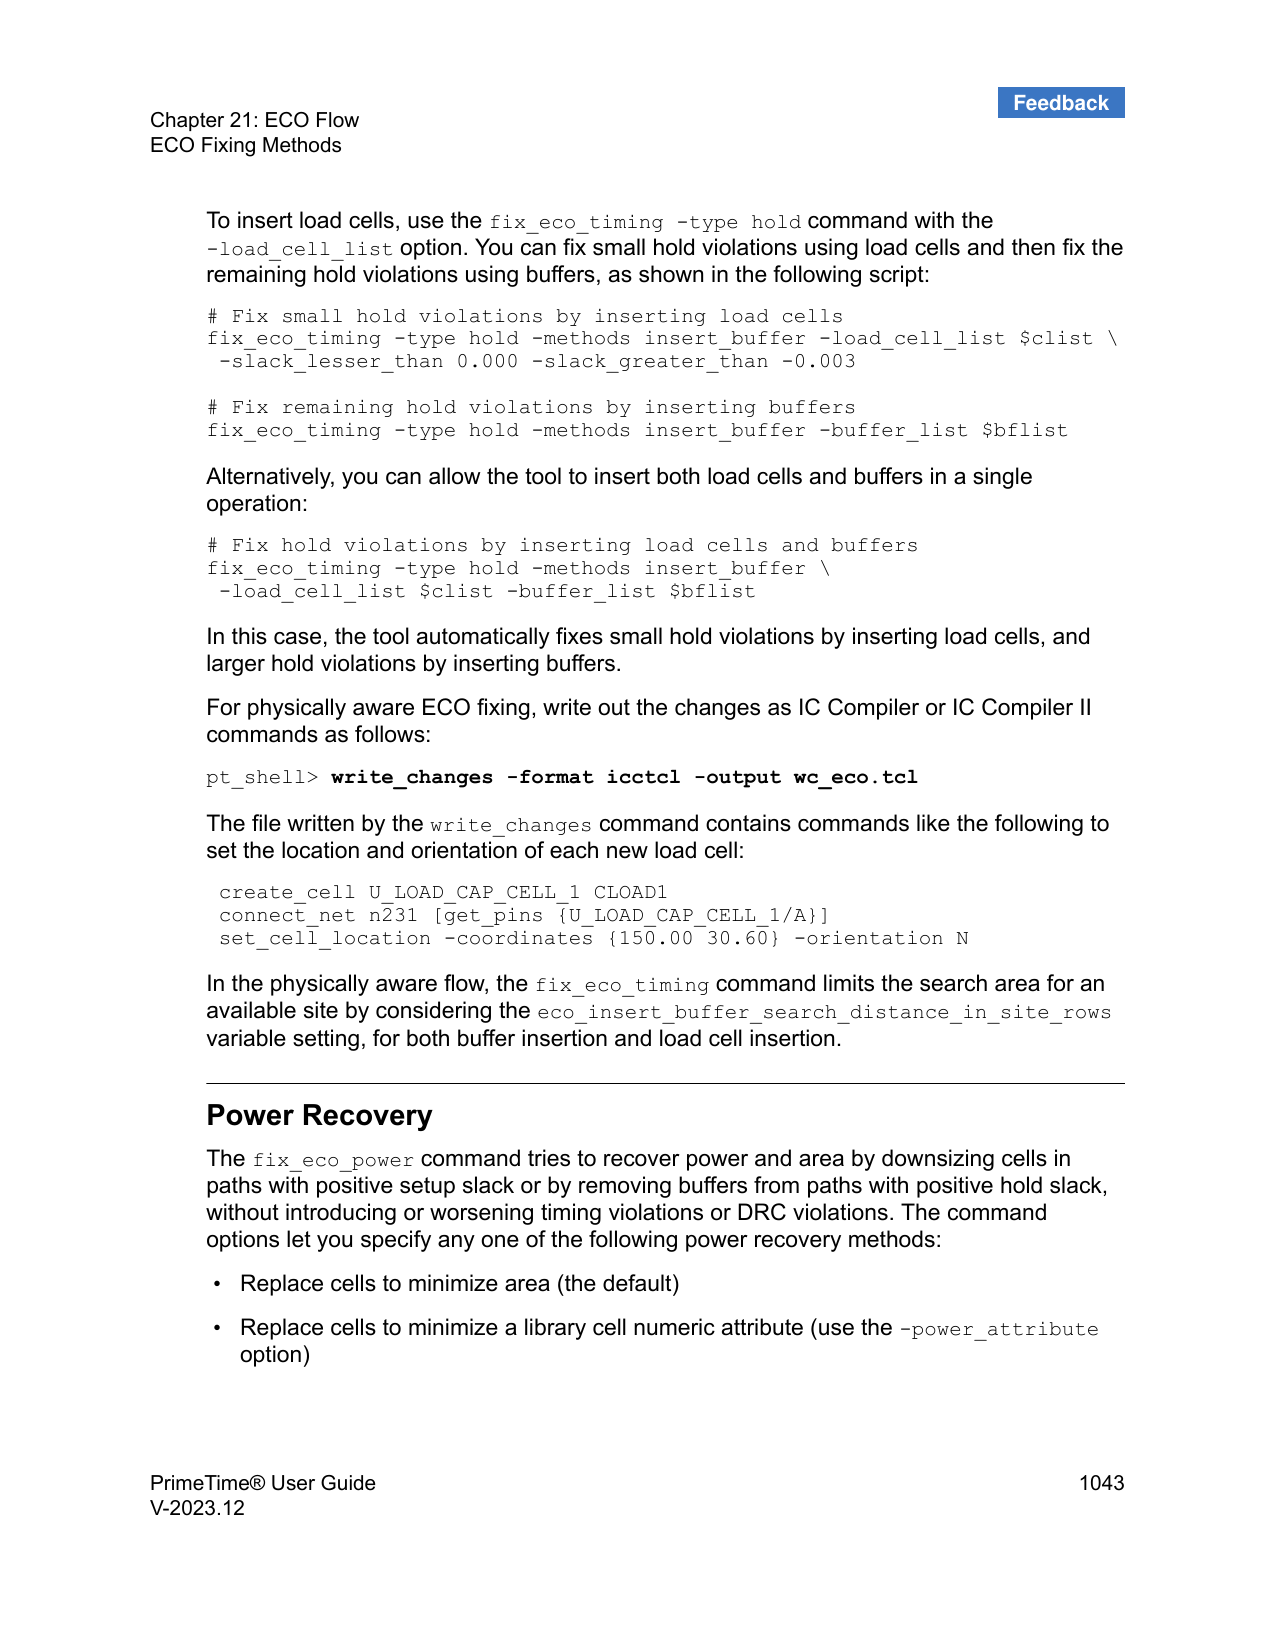 Feedback
Chapter 21: ECO Flow
ECO Fixing Methods
To insert load cells, use the fix_eco_timing -type hold command with the
-load_cell_list option. You can fix small hold violations using load cells and then fix the
remaining hold violations using buffers, as shown in the following script:
# Fix small hold violations by inserting load cells
fix_eco_timing -type hold -methods insert_buffer -load_cell_list $clist \
 -slack_lesser_than 0.000 -slack_greater_than -0.003
# Fix remaining hold violations by inserting buffers
fix_eco_timing -type hold -methods insert_buffer -buffer_list $bflist
Alternatively, you can allow the tool to insert both load cells and buffers in a single
operation:
# Fix hold violations by inserting load cells and buffers
fix_eco_timing -type hold -methods insert_buffer \
 -load_cell_list $clist -buffer_list $bflist
In this case, the tool automatically fixes small hold violations by inserting load cells, and
larger hold violations by inserting buffers.
For physically aware ECO fixing, write out the changes as IC Compiler or IC Compiler II
commands as follows:
pt_shell> write_changes -format icctcl -output wc_eco.tcl
The file written by the write_changes command contains commands like the following to
set the location and orientation of each new load cell:
 create_cell U_LOAD_CAP_CELL_1 CLOAD1
 connect_net n231 [get_pins {U_LOAD_CAP_CELL_1/A}]
 set_cell_location -coordinates {150.00 30.60} -orientation N
In the physically aware flow, the fix_eco_timing command limits the search area for an
available site by considering the eco_insert_buffer_search_distance_in_site_rows
variable setting, for both buffer insertion and load cell insertion.
Power Recovery
The fix_eco_power command tries to recover power and area by downsizing cells in
paths with positive setup slack or by removing buffers from paths with positive hold slack,
without introducing or worsening timing violations or DRC violations. The command
options let you specify any one of the following power recovery methods:
• Replace cells to minimize area (the default)
• Replace cells to minimize a library cell numeric attribute (use the -power_attribute
option)
PrimeTime® User Guide
1043
V-2023.12